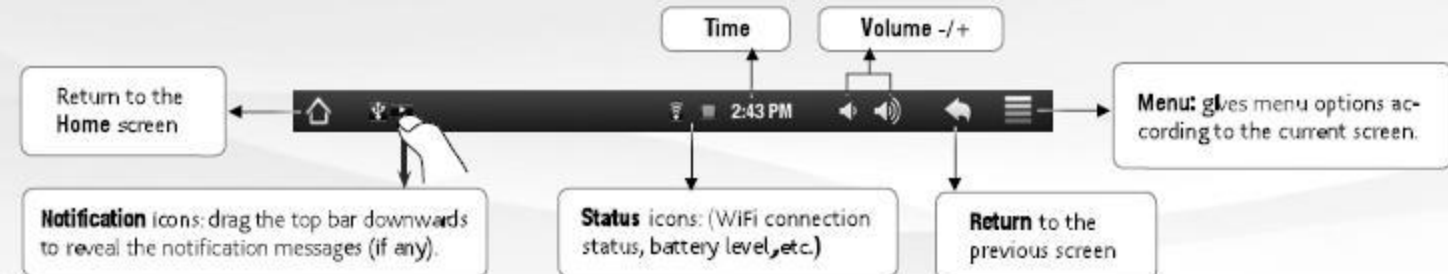 Time
Volume -/+
Return to the
Home screen
2:43 PM
Menu: gives menu options ac-
cording to the current screen.
Notification icons: drag the top bar downwards
to reveal the notification messages (if any).
Status icons: (WiFi connection
status, battery level, etc.)
Return to the
previous screen